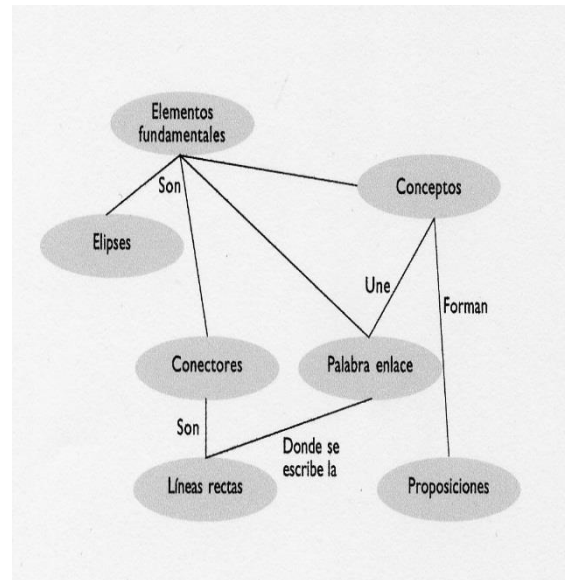 Elementos
fundamentales
Son
Conceptos
Elipses
Une
Forman
Conectores
Palabra enlace
Son
Donde se
escribe la
Líneas rectas
Proposiciones